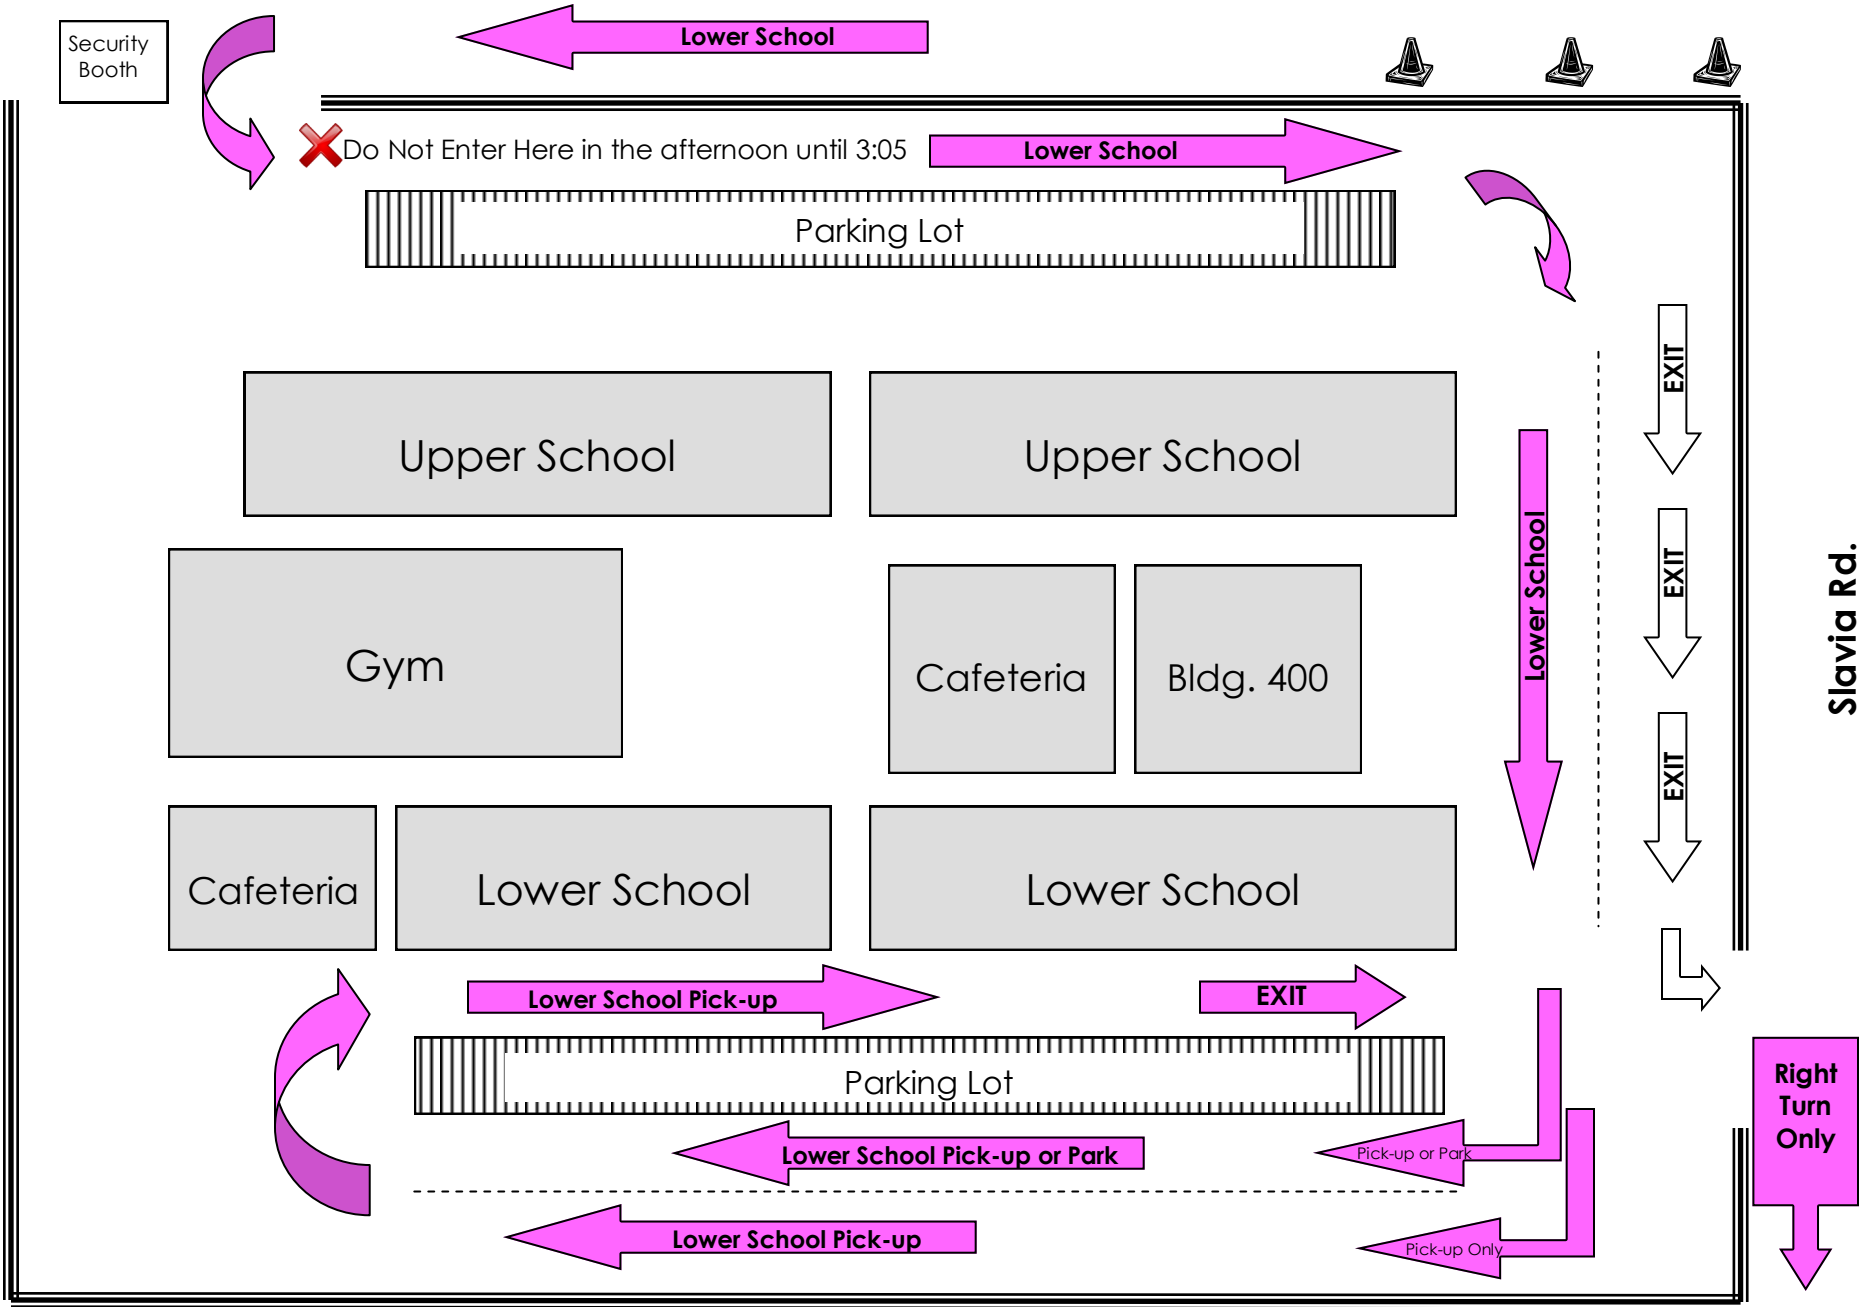 Security
Booth
Lower School
Do Not Enter Here in the afternoon until 3:05
Lower School
Parking Lot
EXIT
Upper School
Upper School
Lower School
EXIT
Slavia Rd.
Gym
Cafeteria
Bldg. 400
EXIT
Cafeteria
Lower School
Lower School
Lower School Pick-up
EXIT
Parking Lot
Right
Turn
Only
Lower School Pick-up or Park
Pick-up or Park
Lower School Pick-up
Pick-up Only